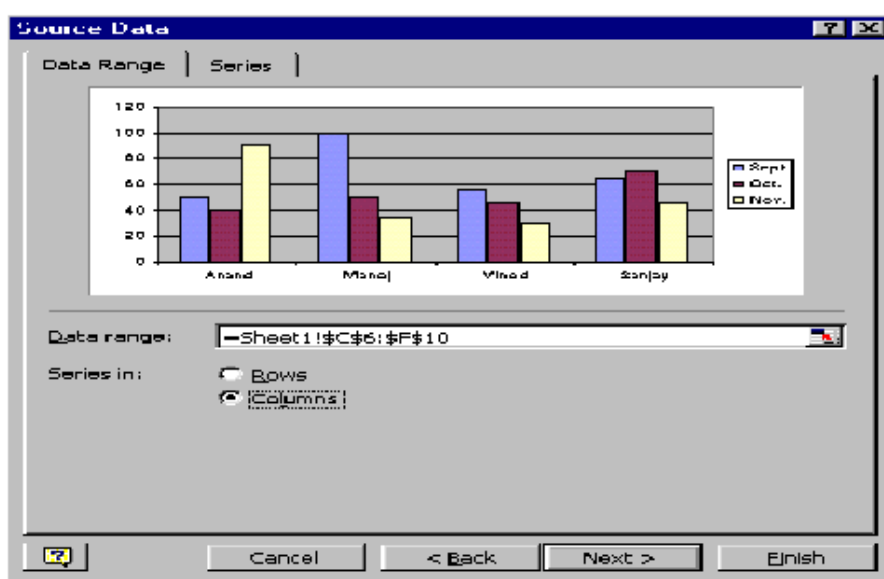 Source Data
Data Range Series
120
100
80
60
40
20
0
Anand Manoj Vinod Sanjay
Sept
Oct.
Nov.
Data range: =Sheet1!$C$6:$F$10
Series in: Rows
Columns
Cancel < Back Next > Finish